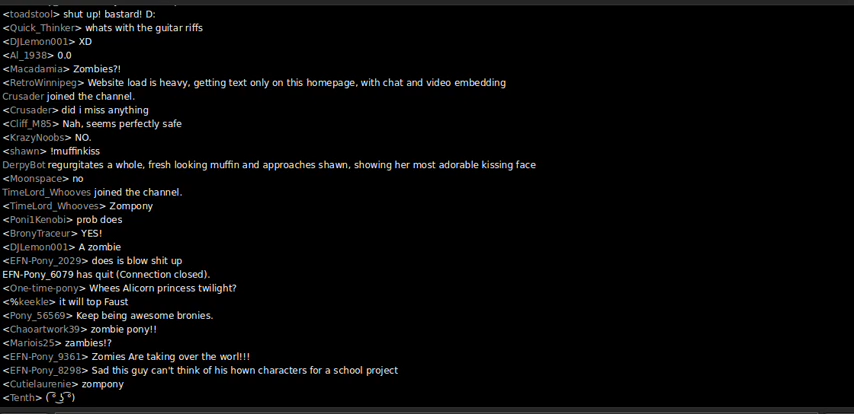 <toadstool> shut up! bastard! D:
<Quick_Thinker> whats with the guitar riffs
<DJLemon001> XD
<Al_1938> 0.0
<Macadamia> Zombies?!
<RetroWinnipeg> Website load is heavy, getting text only on this homepage, with chat and video embedding
Crusader joined the channel.
<Crusader> did i miss anything
<Cliff_M85> Nah, seems perfectly safe
<KrazyNoobs> NO.
<shawn> !muffinkiss
DerpyBot regurgitates a whole, fresh looking muffin and approaches shawn, showing her most adorable kissing face
<Moonspace> no
TimeLord_Whooves joined the channel.
<TimeLord_Whooves> Zompony
<Poni1Kenobi> prob does
<BronyTraceur> YES!
<DJLemon001> A zombie
<EFN-Pony_2029> does is blow shit up
EFN-Pony_6079 has quit (Connection closed).
<One-time-pony> Whees Alicorn princess twilight?
<%keekle> it will top Faust
<Pony_56569> Keep being awesome bronies.
<Chaoartwork39> zombie pony!!
<Mariois25> zambies!?
<EFN-Pony_9361> Zomies Are taking over the worl!!!
<EFN-Pony_8298> Sad this guy can't think of his hown characters for a school project
<Cutielaurenie> zompony
<Tenth> ( ͡° ͜ʖ ͡°)